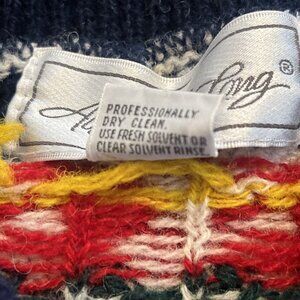 PROFESSIONALLY
DRY CLEAN.
USE FRESH SOLVENT OR
CLEAR SOLVENT RINSE.